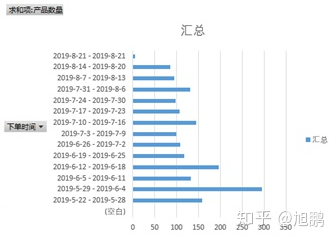 求和项:产品数量
汇总
2019-8-21 - 2019-8-21
2019-8-14 - 2019-8-20
2019-8-7 - 2019-8-13
2019-7-31 - 2019-8-6
2019-7-24 - 2019-7-30
2019-7-17 - 2019-7-23
2019-7-10 - 2019-7-16
2019-7-3 - 2019-7-9
2019-6-26 - 2019-7-2
2019-6-19 - 2019-6-25
2019-6-12 - 2019-6-18
2019-6-5 - 2019-6-11
2019-5-29 - 2019-6-4
2019-5-22 - 2019-5-28
(空白)
下单时间
汇总
0 50 100 150 200 250 300 350
知乎 @旭鹏